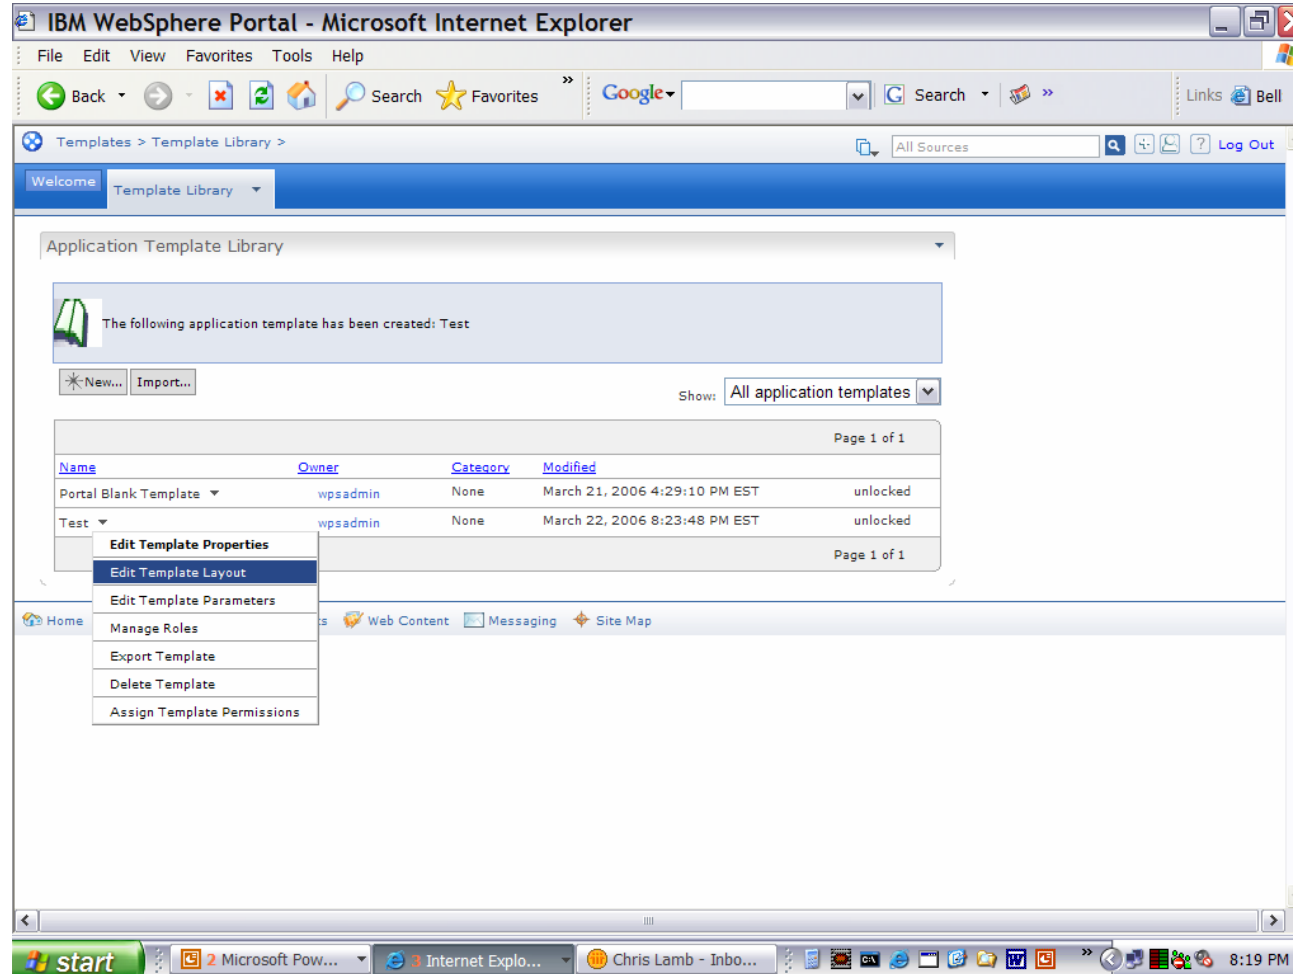 IBM WebSphere Portal - Microsoft Internet Explorer
File Edit View Favorites Tools Help
Back Search Favorites » Google G Search » Links Bell
Templates > Template Library > All Sources ? Log Out
Welcome Template Library
Application Template Library
The following application template has been created: Test
New... Import...
Show: All application templates
Page 1 of 1
Name Owner Category Modified
Portal Blank Template wpsadmin None March 21, 2006 4:29:10 PM EST unlocked
Test wpsadmin None March 22, 2006 8:23:48 PM EST unlocked
Page 1 of 1
Edit Template Properties
Edit Template Layout
Edit Template Parameters
Manage Roles
Export Template
Delete Template
Assign Template Permissions
Home s Web Content Messaging Site Map
start 2 Microsoft Pow... 3 Internet Explo... Chris Lamb - Inbo... » 8:19 PM